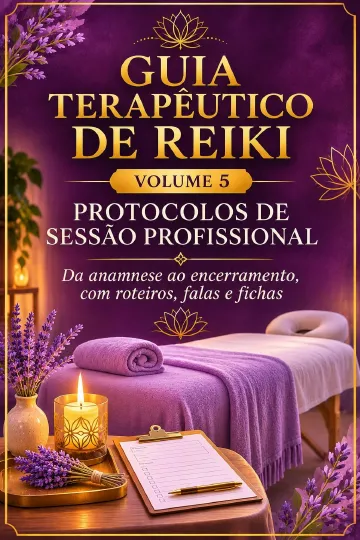 GUIA
TERAPÊUTICO
DE REIKI
VOLUME 5
PROTOCOLOS DE
SESSÃO PROFISSIONAL
Da anamnese ao encerramento,
com roteiros, falas e fichas